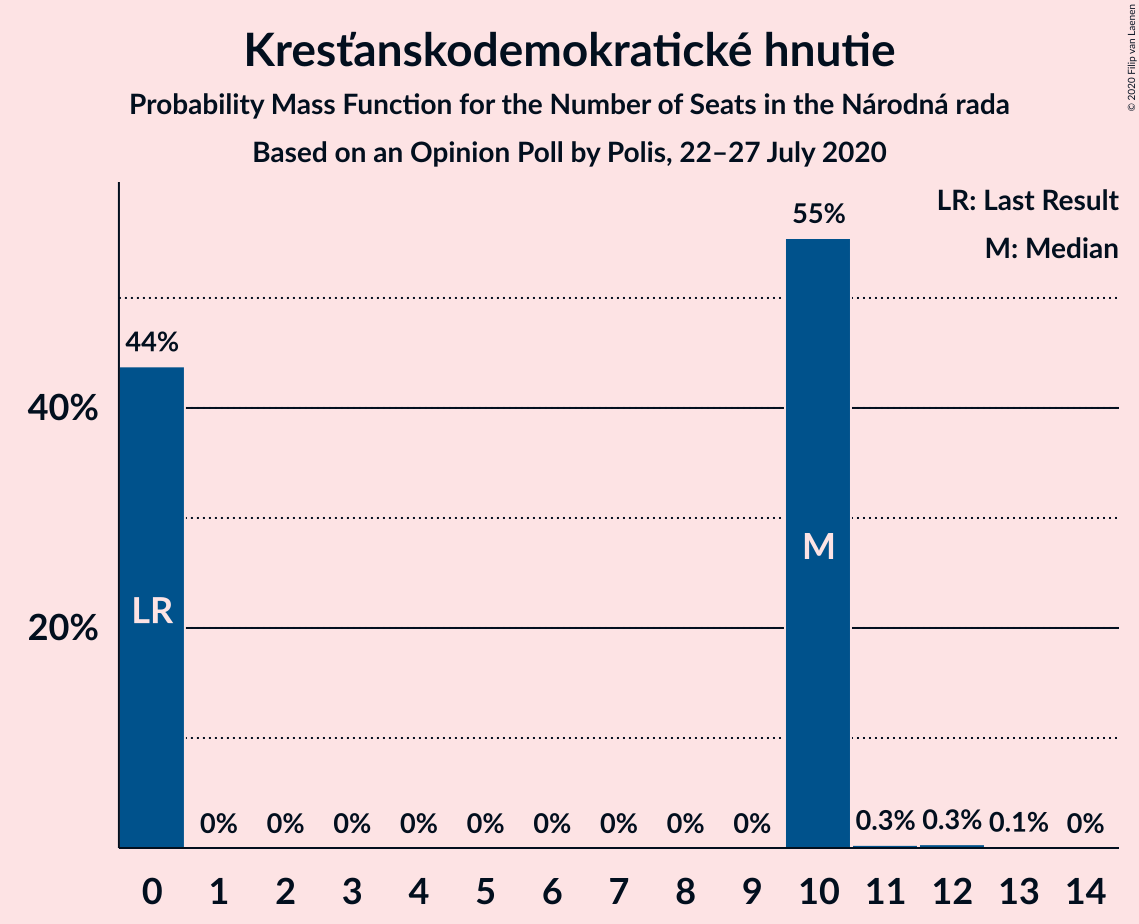 Kresťanskodemokratické hnutie
Probability Mass Function for the Number of Seats in the Národná rada
Based on an Opinion Poll by Polis, 22–27 July 2020
© 2020 Filip van Laenen
LR: Last Result
M: Median
55%
44%
40%
M
LR
20%
0% 0% 0% 0% 0% 0% 0% 0% 0% 0.3% 0.3% 0.1% 0%
0 1 2 3 4 5 6 7 8 9 10 11 12 13 14